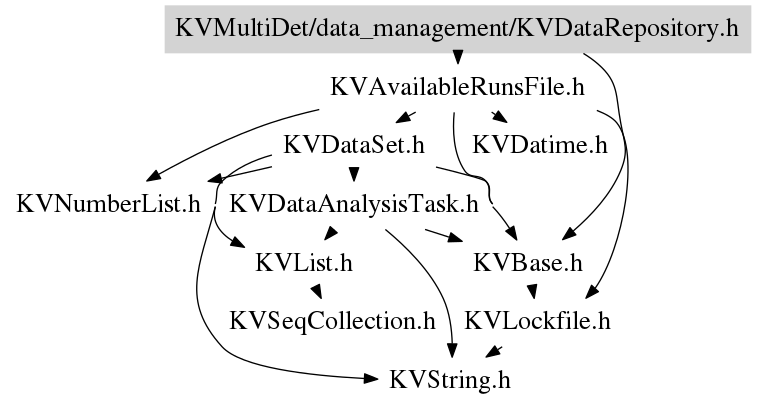 KVMultiDet/data_management/KVDataRepository.h
KVAvailableRunsFile.h
KVDataSet.h
KVDatime.h
KVNumberList.h
KVDataAnalysisTask.h
KVList.h
KVBase.h
KVSeqCollection.h
KVLockfile.h
KVString.h